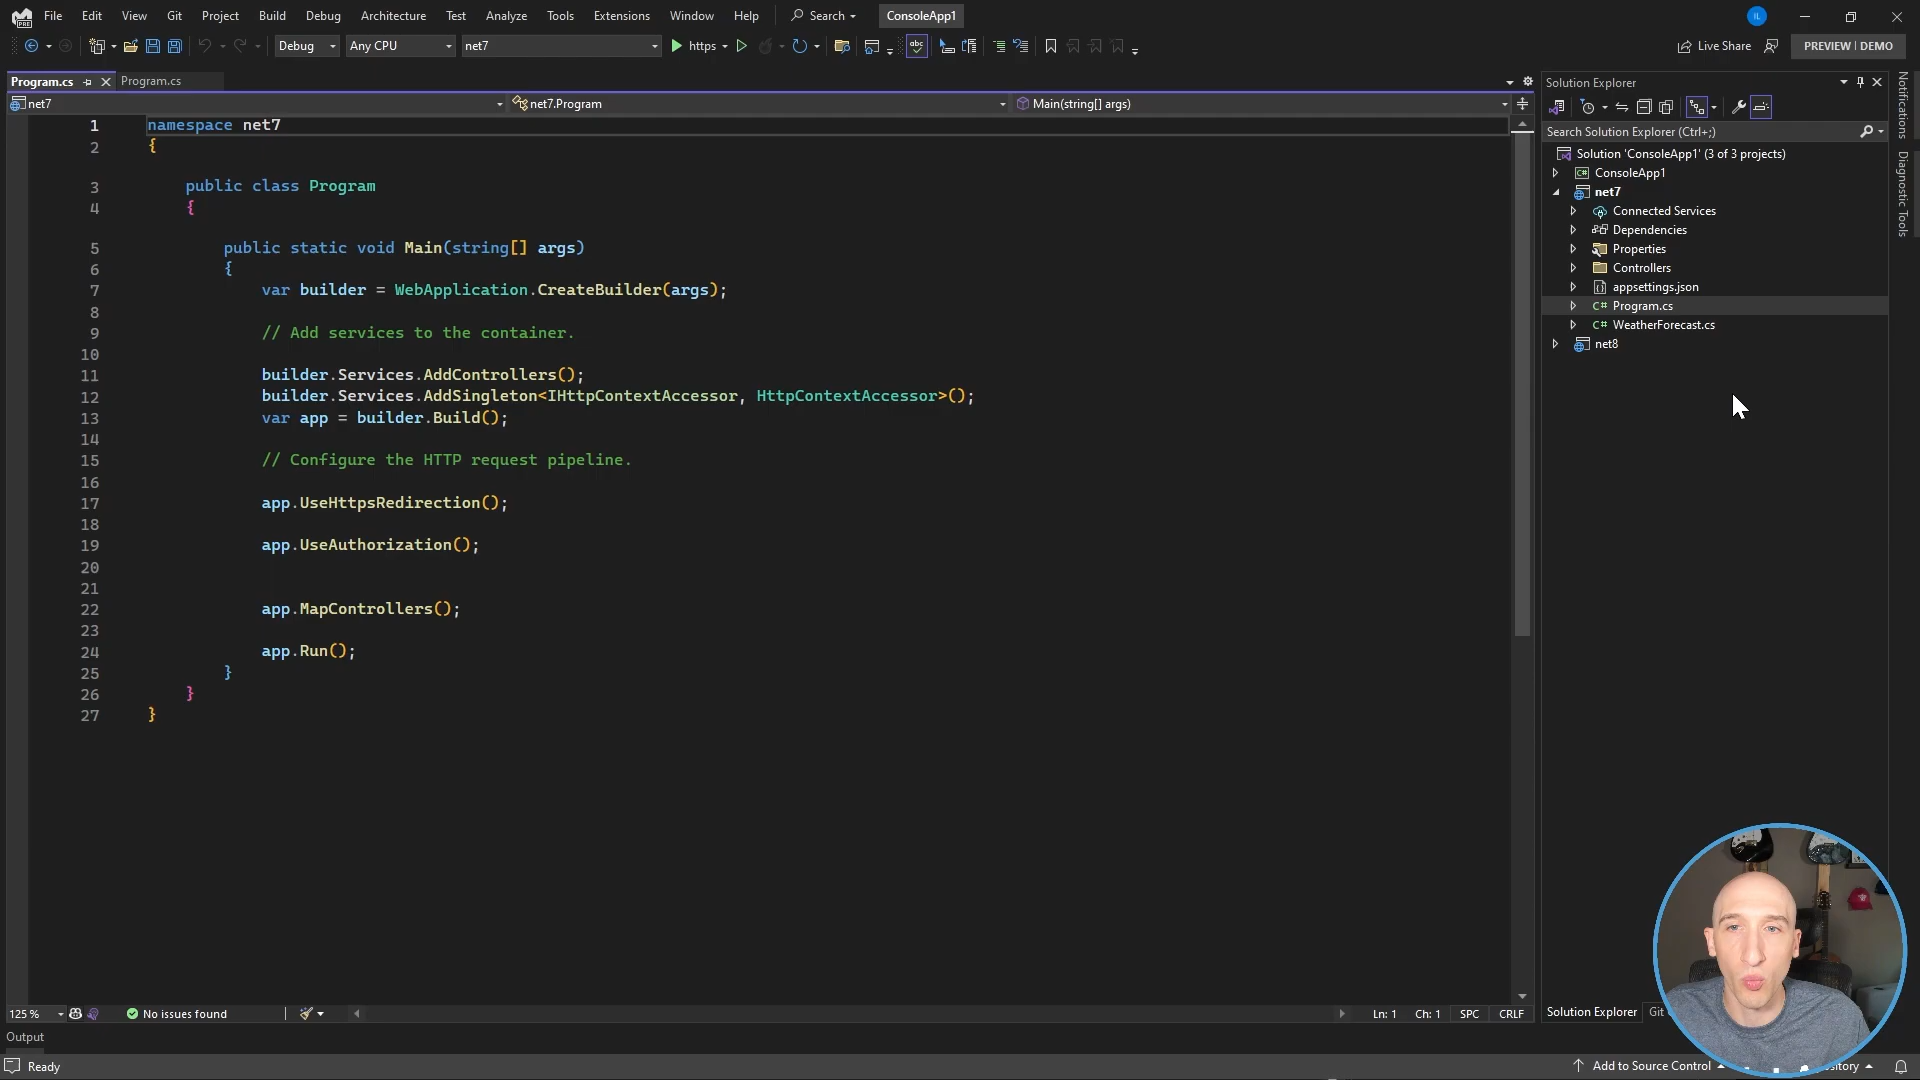 File Edit View Git Project Build Debug Architecture Test Analyze Tools Extensions Window Help Search ConsoleApp1 IL
Debug Any CPU net7 https Live Share PREVIEW | DEMO
Program.cs Program.cs
net7 net7.Program Main(string[] args)
1 namespace net7
2 {
3 public class Program
4 {
5 public static void Main(string[] args)
6 {
7 var builder = WebApplication.CreateBuilder(args);
8
9 // Add services to the container.
10
11 builder.Services.AddControllers();
12 builder.Services.AddSingleton<IHttpContextAccessor, HttpContextAccessor>();
13 var app = builder.Build();
14
15 // Configure the HTTP request pipeline.
16
17 app.UseHttpsRedirection();
18
19 app.UseAuthorization();
20
21
22 app.MapControllers();
23
24 app.Run();
25 }
26 }
27 }
125 % No issues found Ln: 1 Ch: 1 SPC CRLF
Output
Ready
Solution Explorer
Search Solution Explorer (Ctrl+;)
Solution 'ConsoleApp1' (3 of 3 projects)
ConsoleApp1
net7
Connected Services
Dependencies
Properties
Controllers
appsettings.json
C# Program.cs
C# WeatherForecast.cs
net8
Solution Explorer Git
Add to Source Control
Notifications
Diagnostic Tools